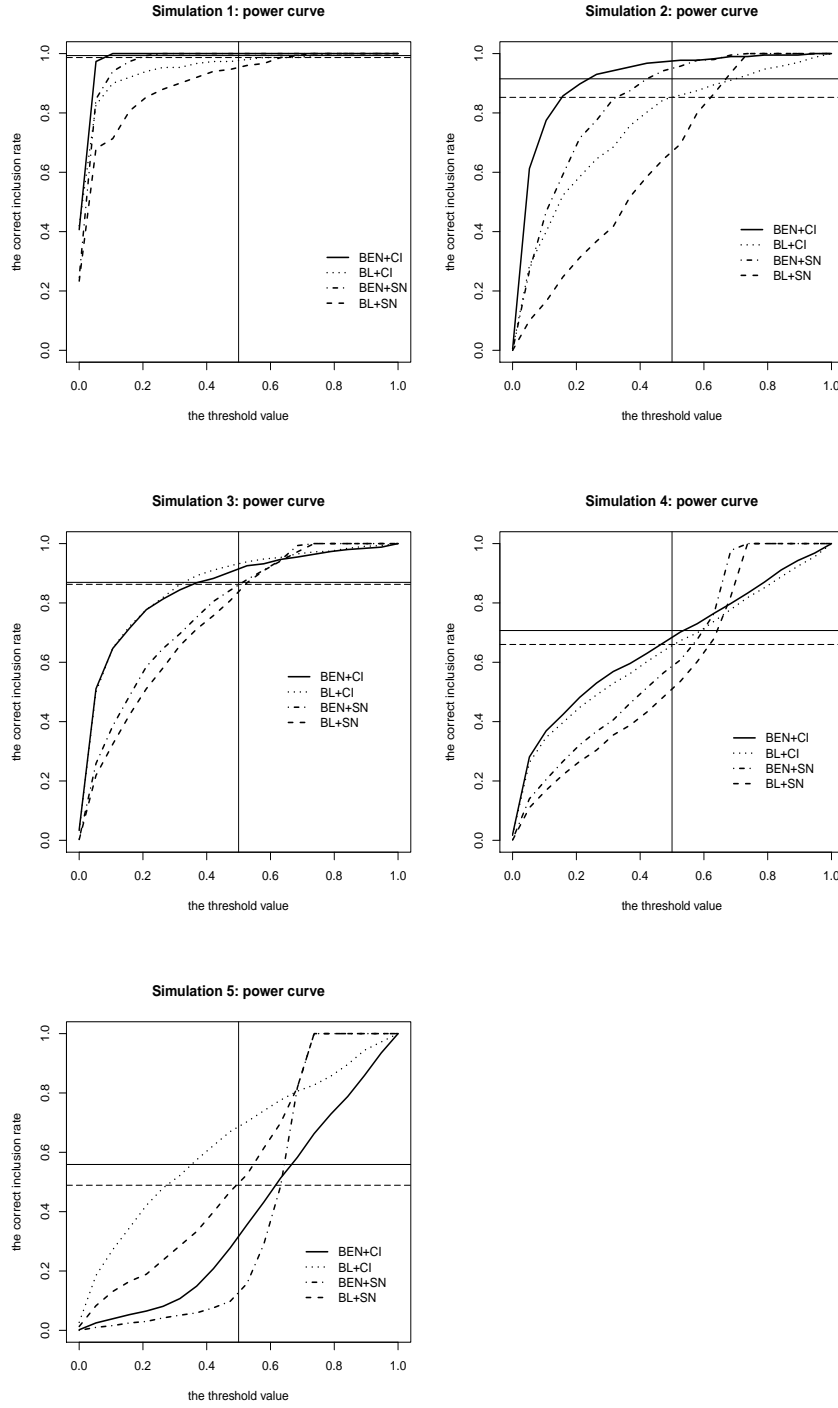 Simulation 1: power curve
the correct inclusion rate
0.0 0.2 0.4 0.6 0.8 1.0
BEN+CI
BL+CI
BEN+SN
BL+SN
0.0 0.2 0.4 0.6 0.8 1.0
the threshold value
Simulation 2: power curve
the correct inclusion rate
0.0 0.2 0.4 0.6 0.8 1.0
BEN+CI
BL+CI
BEN+SN
BL+SN
0.0 0.2 0.4 0.6 0.8 1.0
the threshold value
Simulation 3: power curve
the correct inclusion rate
0.0 0.2 0.4 0.6 0.8 1.0
BEN+CI
BL+CI
BEN+SN
BL+SN
0.0 0.2 0.4 0.6 0.8 1.0
the threshold value
Simulation 4: power curve
the correct inclusion rate
0.0 0.2 0.4 0.6 0.8 1.0
BEN+CI
BL+CI
BEN+SN
BL+SN
0.0 0.2 0.4 0.6 0.8 1.0
the threshold value
Simulation 5: power curve
the correct inclusion rate
0.0 0.2 0.4 0.6 0.8 1.0
BEN+CI
BL+CI
BEN+SN
BL+SN
0.0 0.2 0.4 0.6 0.8 1.0
the threshold value